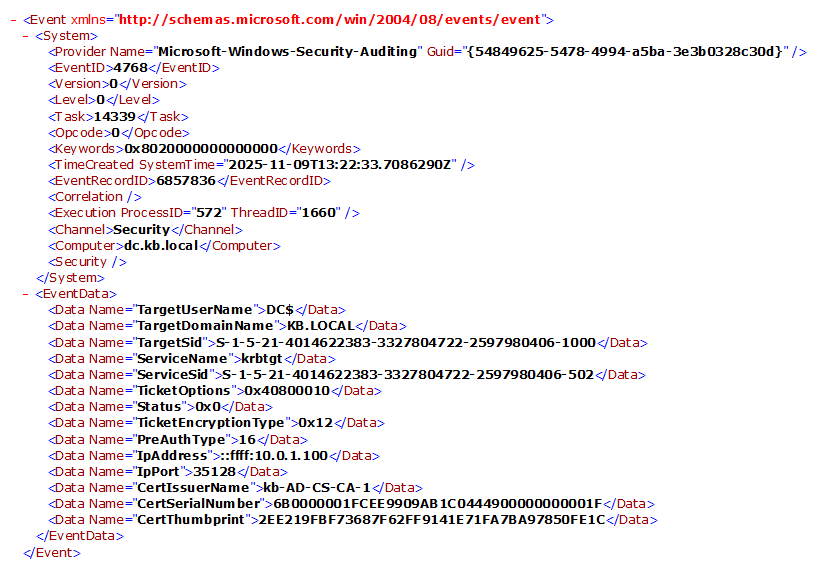 - <Event xmlns="http://schemas.microsoft.com/win/2004/08/events/event">
- <System>
<Provider Name="Microsoft-Windows-Security-Auditing" Guid="{54849625-5478-4994-a5ba-3e3b0328c30d}" />
<EventID>4768</EventID>
<Version>0</Version>
<Level>0</Level>
<Task>14339</Task>
<Opcode>0</Opcode>
<Keywords>0x8020000000000000</Keywords>
<TimeCreated SystemTime="2025-11-09T13:22:33.7086290Z" />
<EventRecordID>6857836</EventRecordID>
<Correlation />
<Execution ProcessID="572" ThreadID="1660" />
<Channel>Security</Channel>
<Computer>dc.kb.local</Computer>
<Security />
</System>
- <EventData>
<Data Name="TargetUserName">DC$</Data>
<Data Name="TargetDomainName">KB.LOCAL</Data>
<Data Name="TargetSid">S-1-5-21-4014622383-3327804722-2597980406-1000</Data>
<Data Name="ServiceName">krbtgt</Data>
<Data Name="ServiceSid">S-1-5-21-4014622383-3327804722-2597980406-502</Data>
<Data Name="TicketOptions">0x40800010</Data>
<Data Name="Status">0x0</Data>
<Data Name="TicketEncryptionType">0x12</Data>
<Data Name="PreAuthType">16</Data>
<Data Name="IpAddress">::ffff:10.0.1.100</Data>
<Data Name="IpPort">35128</Data>
<Data Name="CertIssuerName">kb-AD-CS-CA-1</Data>
<Data Name="CertSerialNumber">6B0000001FCEE9909AB1C0444900000000001F</Data>
<Data Name="CertThumbprint">2EE219FBF73687F62FF9141E71FA7BA97850FE1C</Data>
</EventData>
</Event>